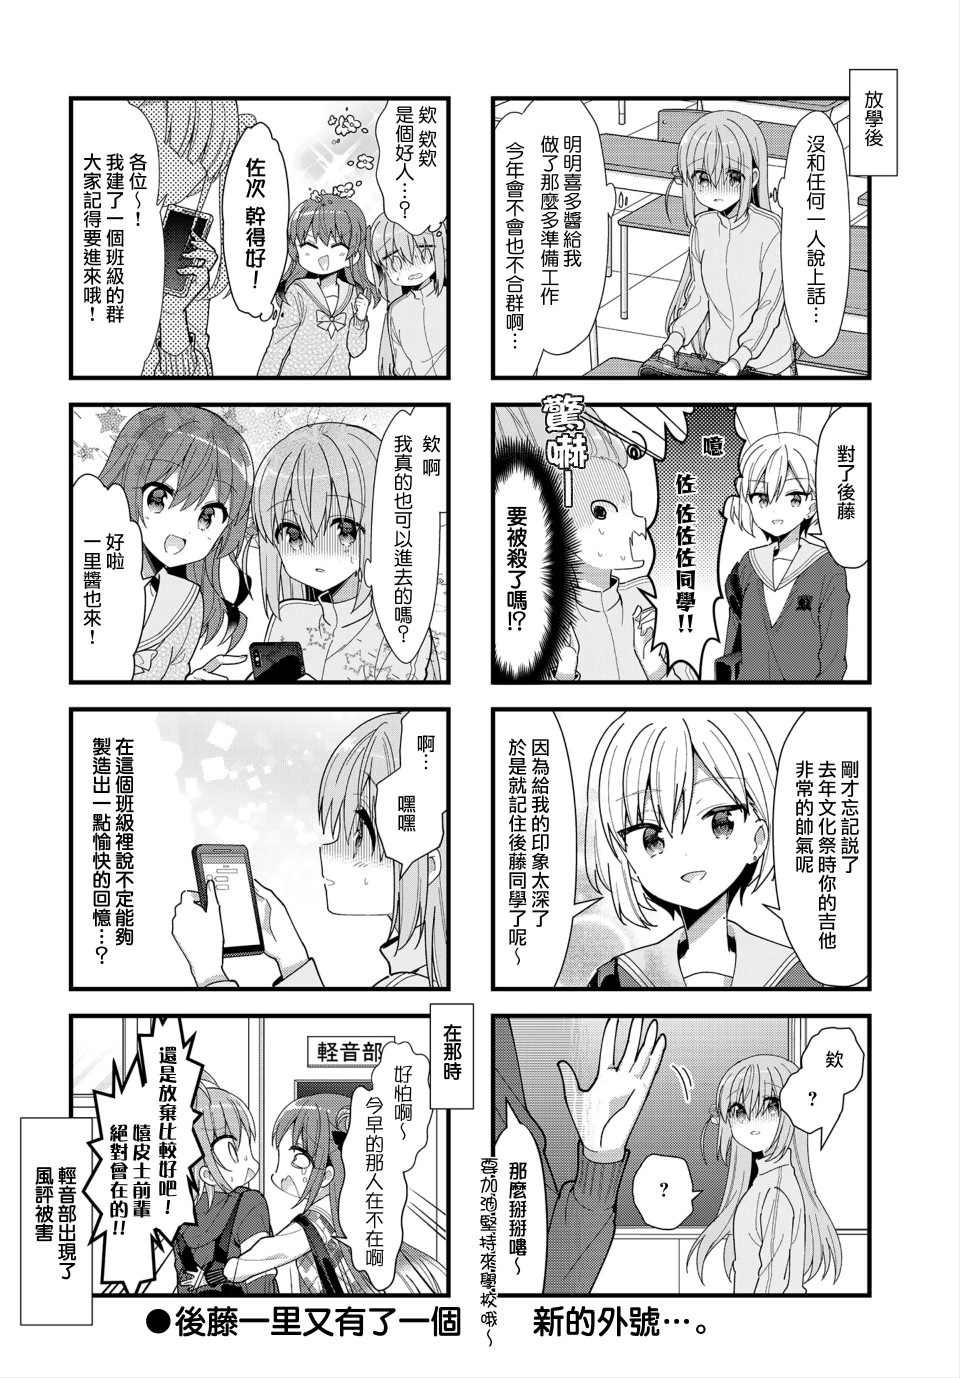 放學後
沒和任何一人說上話…
明明喜多醬給我
做了那麼多準備工作
今年會不會也不合群啊…
對了後藤
噫
佐 佐佐佐同學!!
驚嚇—
要被殺了嗎!?
剛才忘記說了
去年文化祭時你的吉他
非常的帥氣呢
因為給我的印象太深了
於是就記住後藤同學了呢～
欸
？
？
那麼掰掰嘍～
要加油堅持來學校哦～
欸 欸欸
是個好人…?
佐次 幹得好！
各位～！
我建了一個班級的群
大家記得要進來哦！
欸 啊
我真的也可以進去的嗎?
好啦
一里醬也來！
啊…
嘿嘿
在這個班級裡說不定能夠
製造出一點愉快的回憶…?
在那時
軽音部
好怕啊～
今早的那人在不在啊
還是放棄比較好吧！
嬉皮士前輩
絕對會在的!!
輕音部出現了
風評被害
●後藤一里又有了一個
新的外號…。